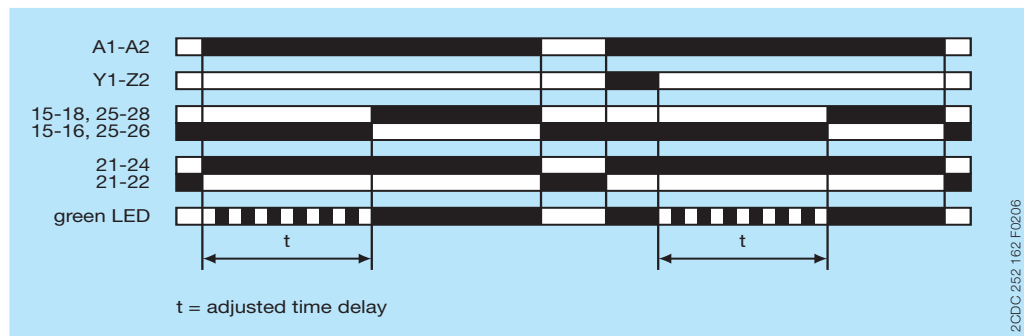 A1-A2
Y1-Z2
15-18, 25-28
15-16, 25-26
21-24
21-22
green LED
t
t
t = adjusted time delay
2CDC 252 162 F0206